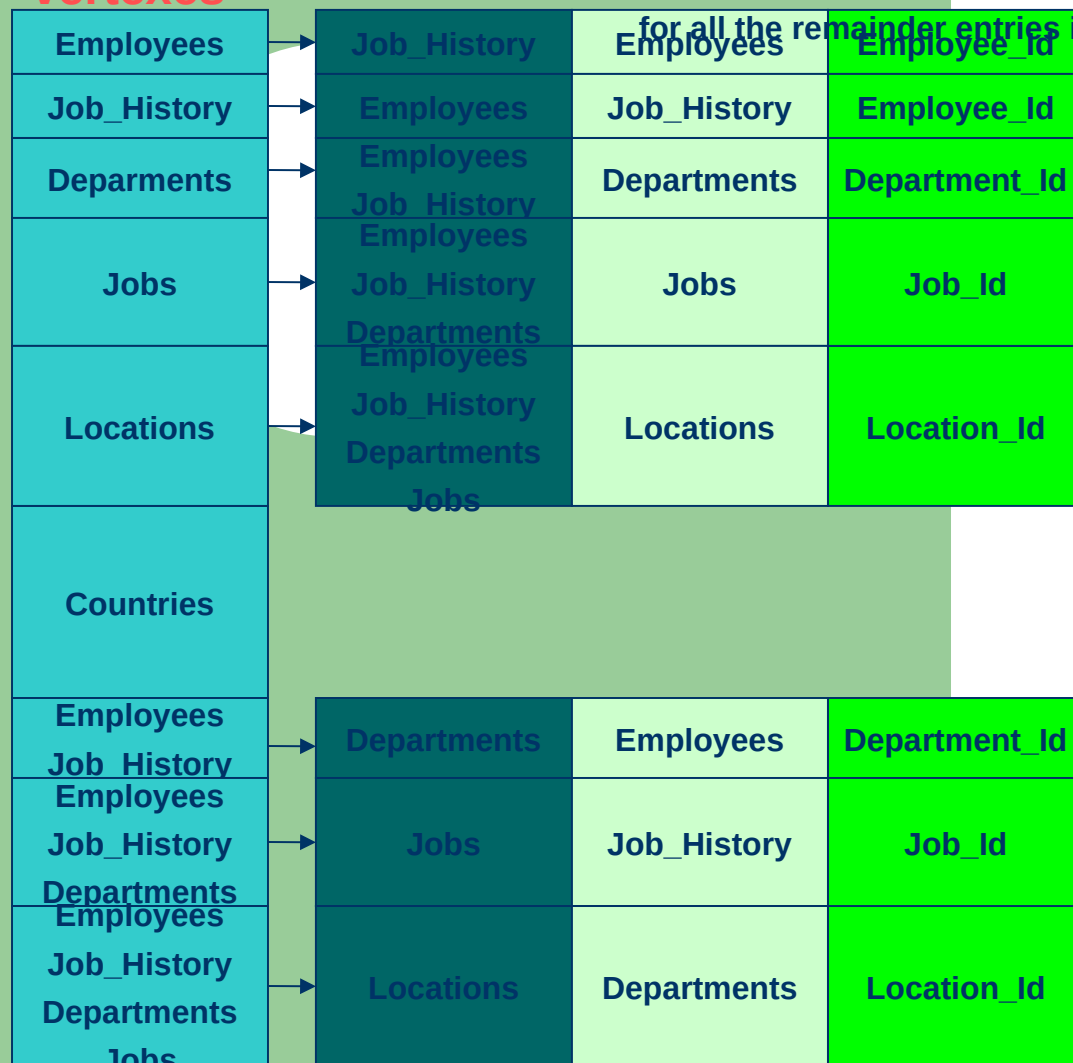 Vertexes
for all the remainder entries i
Employees Job_History Employees Employee_Id
Job_History Employees Job_History Employee_Id
Deparments
Employees
Job_History
Departments Department_Id
Jobs
Employees
Job_History
Departments
Jobs Job_Id
Locations
Employees
Job_History
Departments
Jobs
Locations Location_Id
Countries
Employees
Job_History
Departments Employees Department_Id
Employees
Job_History
Departments
Jobs Job_History Job_Id
Employees
Job_History
Departments
Jobs
Locations Departments Location_Id